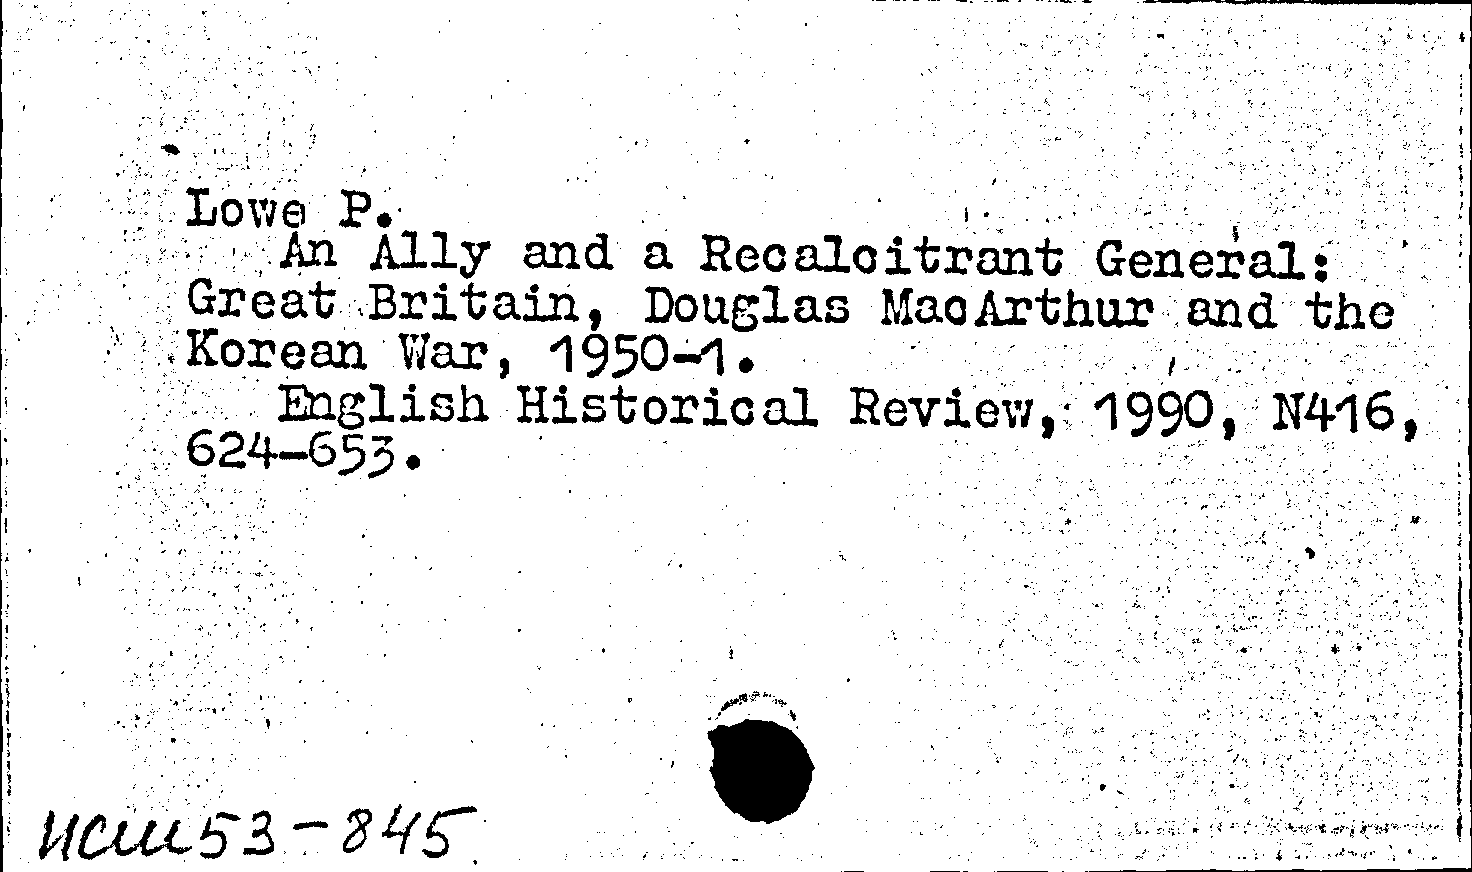 Lowe P.
An Ally and a Recalcitrant General:
Great Britain, Douglas MacArthur and the
Korean War, 1950-1.
English Historical Review, 1990, N416,
624-653.
исш53-845